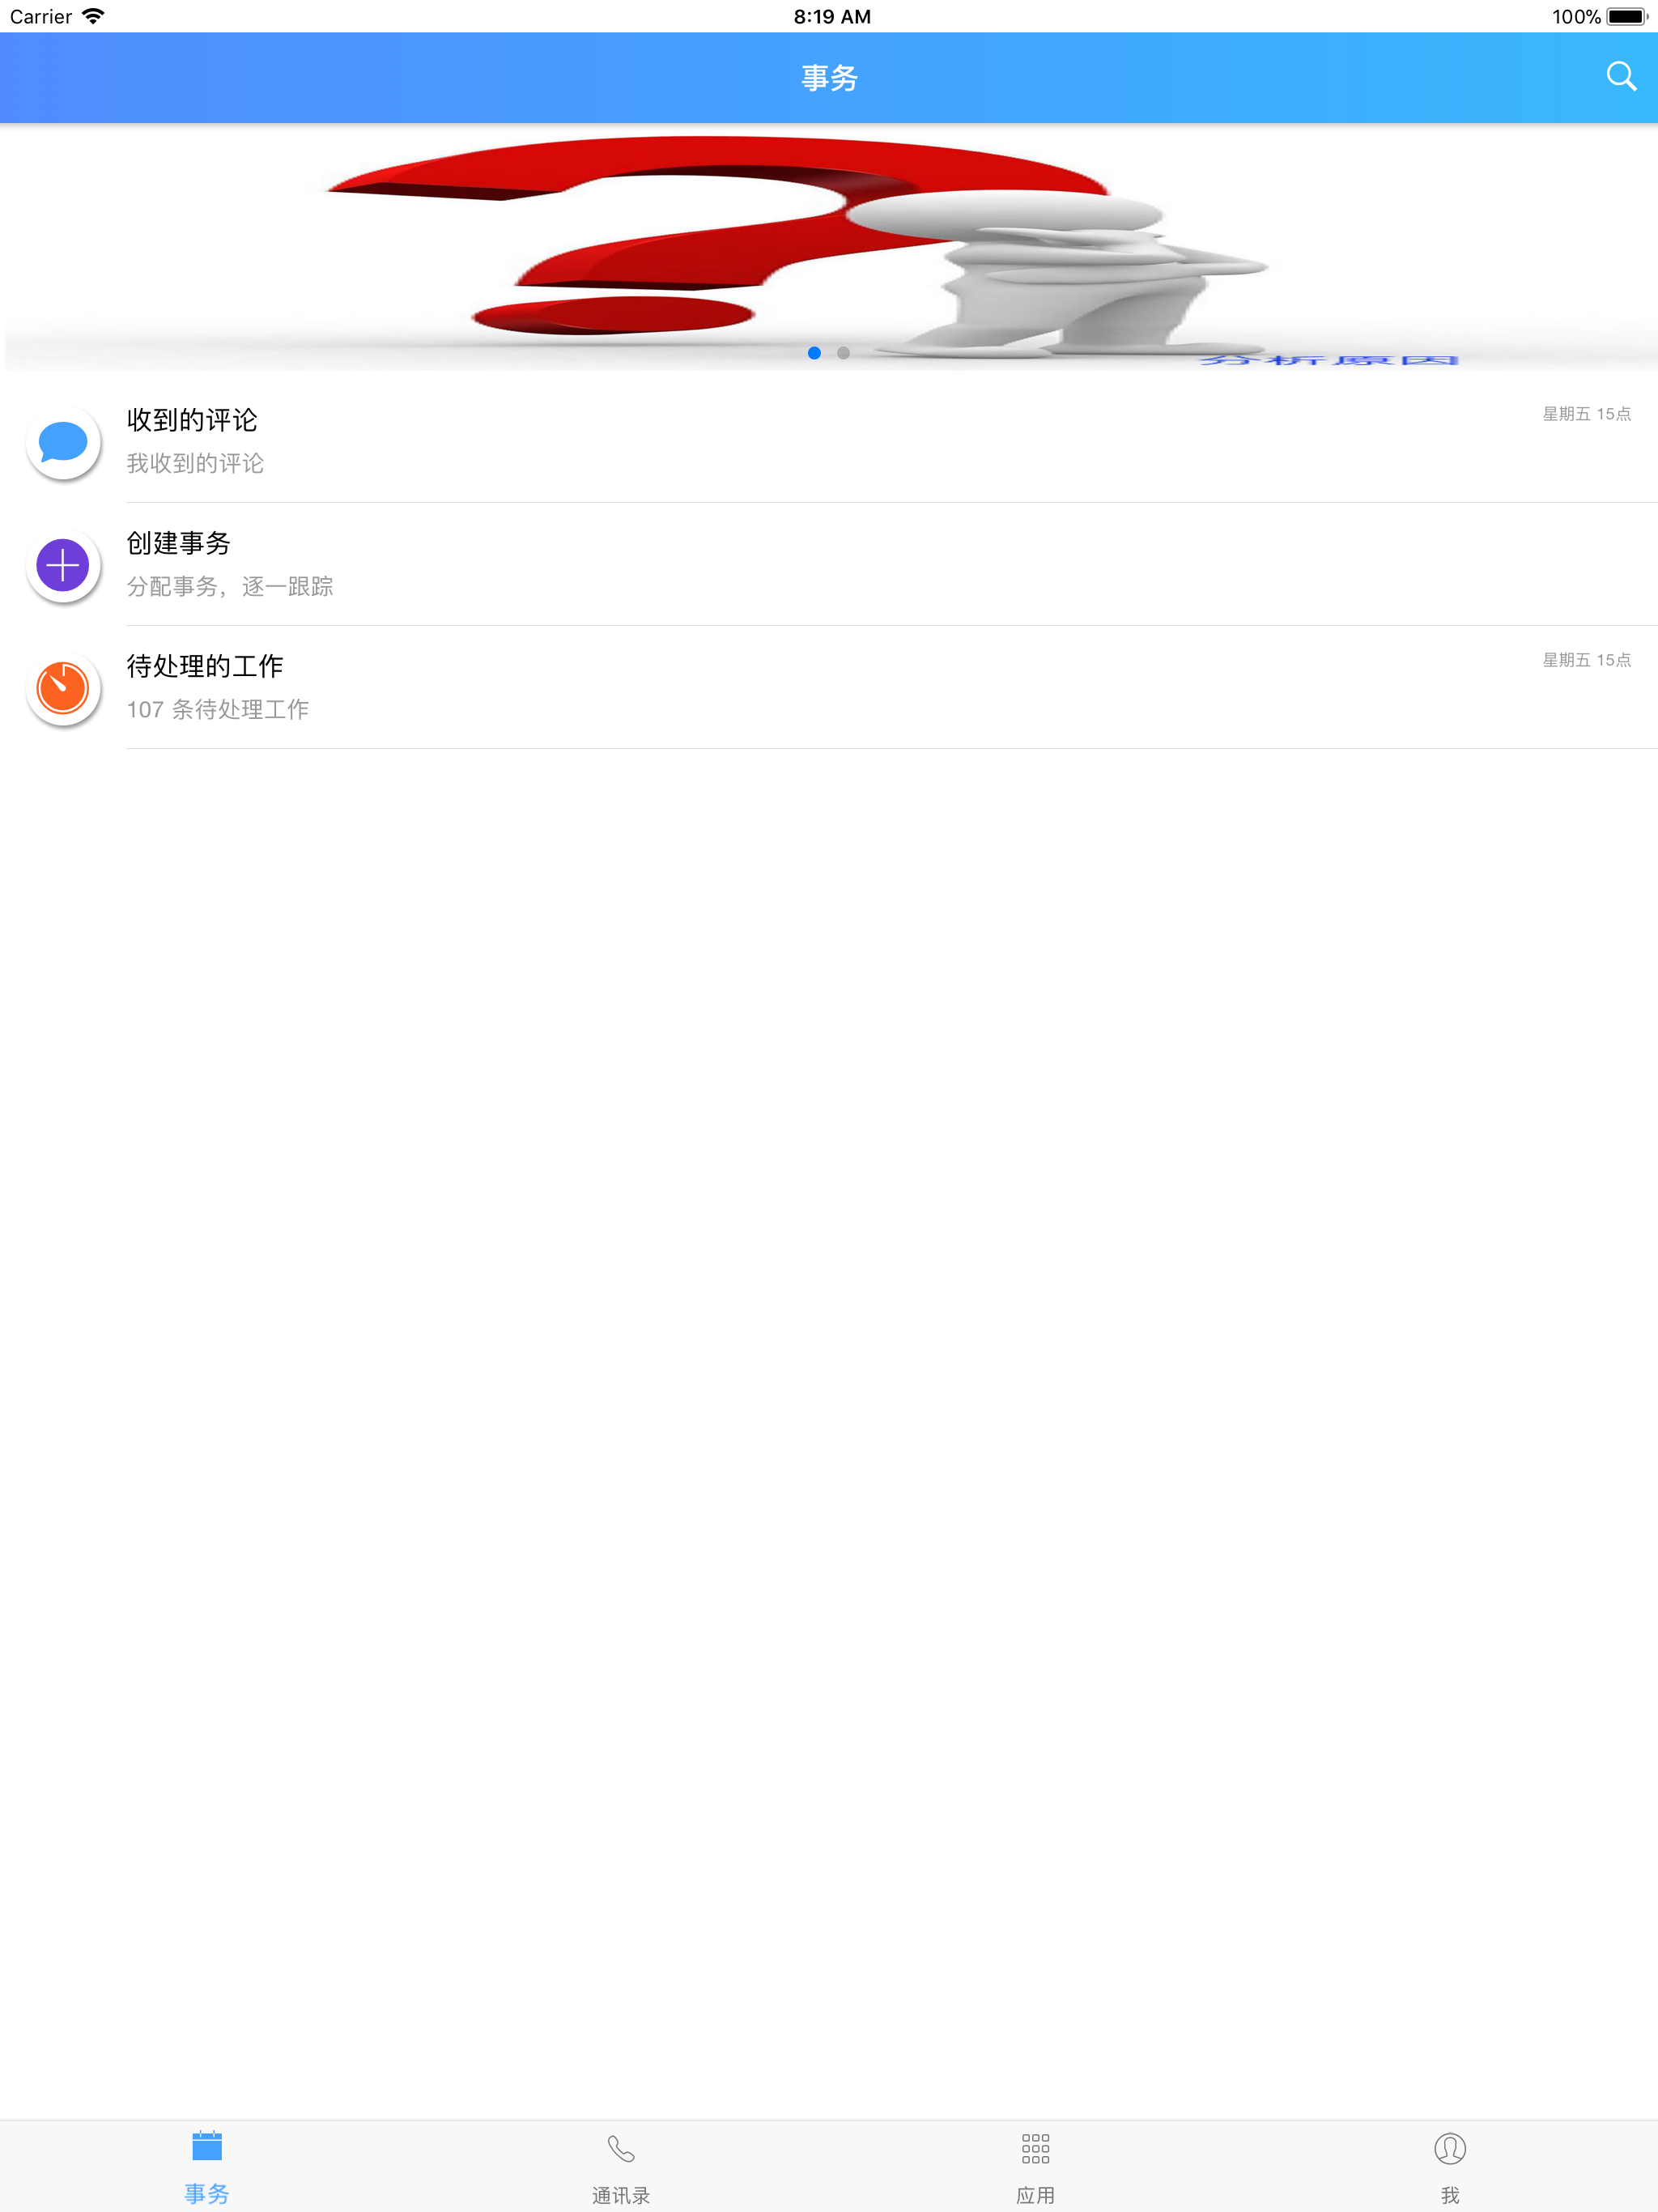 Carrier
8:19 AM
100%
事务
分析原因
收到的评论
星期五 15点
我收到的评论
创建事务
分配事务，逐一跟踪
待处理的工作
星期五 15点
107 条待处理工作
事务
通讯录
应用
我